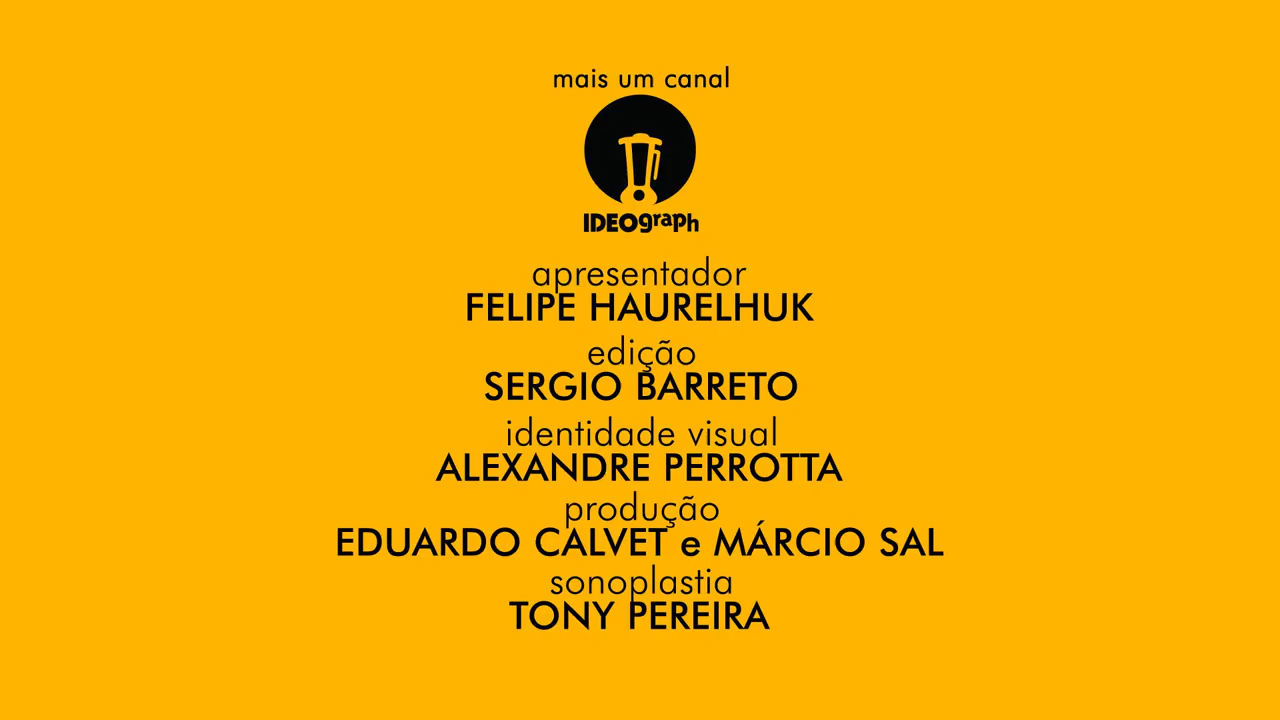 mais um canal
IDEOgraph
apresentador
FELIPE HAURELHUK
edição
SERGIO BARRETO
identidade visual
ALEXANDRE PERROTTA
produção
EDUARDO CALVET e MÁRCIO SAL
sonoplastia
TONY PEREIRA